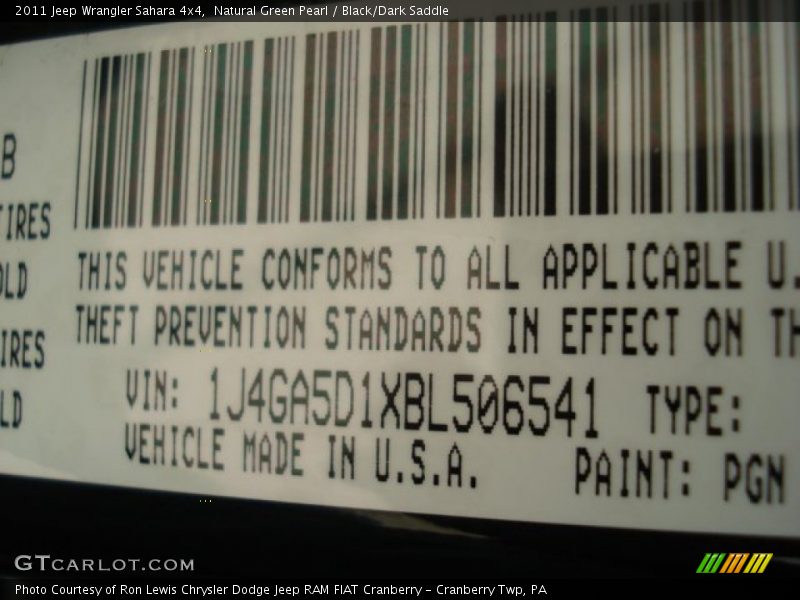 2011 Jeep Wrangler Sahara 4x4,  Natural Green Pearl / Black/Dark Saddle
B
TIRES
OLD
IRES
LD
THIS VEHICLE CONFORMS TO ALL APPLICABLE U.
THEFT PREVENTION STANDARDS IN EFFECT ON TH
VIN: 1J4GA5D1XBL506541 TYPE:
VEHICLE MADE IN U.S.A. PAINT: PGN
GTCARLOT.COM
Photo Courtesy of Ron Lewis Chrysler Dodge Jeep RAM FIAT Cranberry - Cranberry Twp, PA